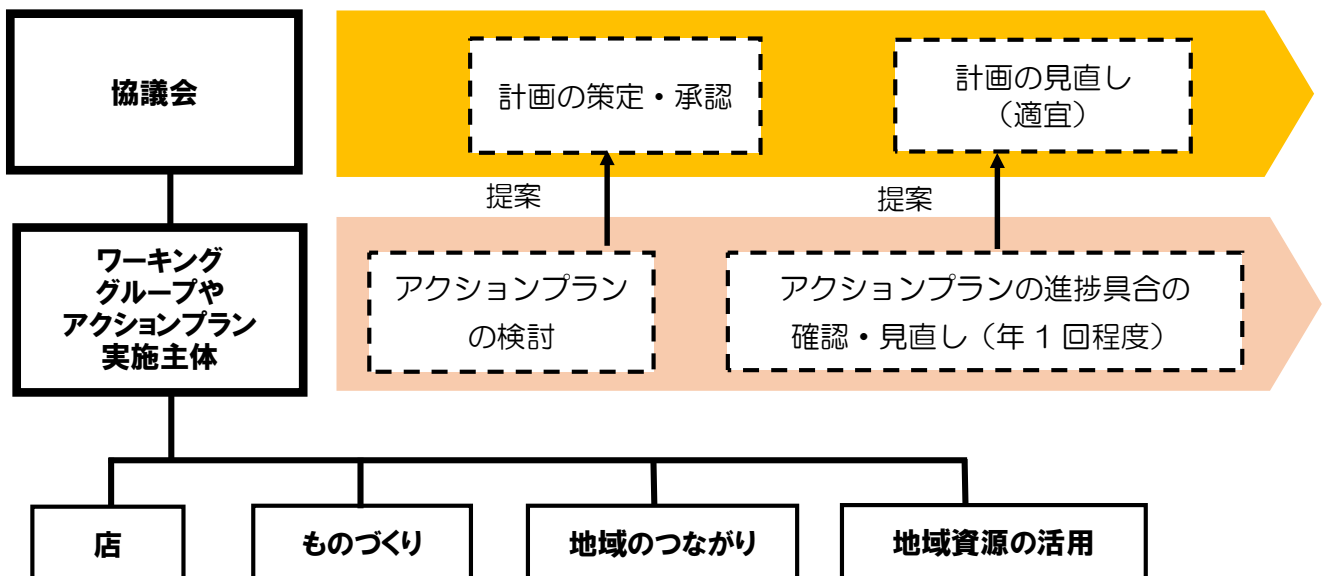 協議会
計画の策定・承認
計画の見直し
（適宜）
提案
提案
ワーキング
グループや
アクションプラン
実施主体
アクションプラン
の検討
アクションプランの進捗具合の
確認・見直し（年 1 回程度）
店
ものづくり
地域のつながり
地域資源の活用